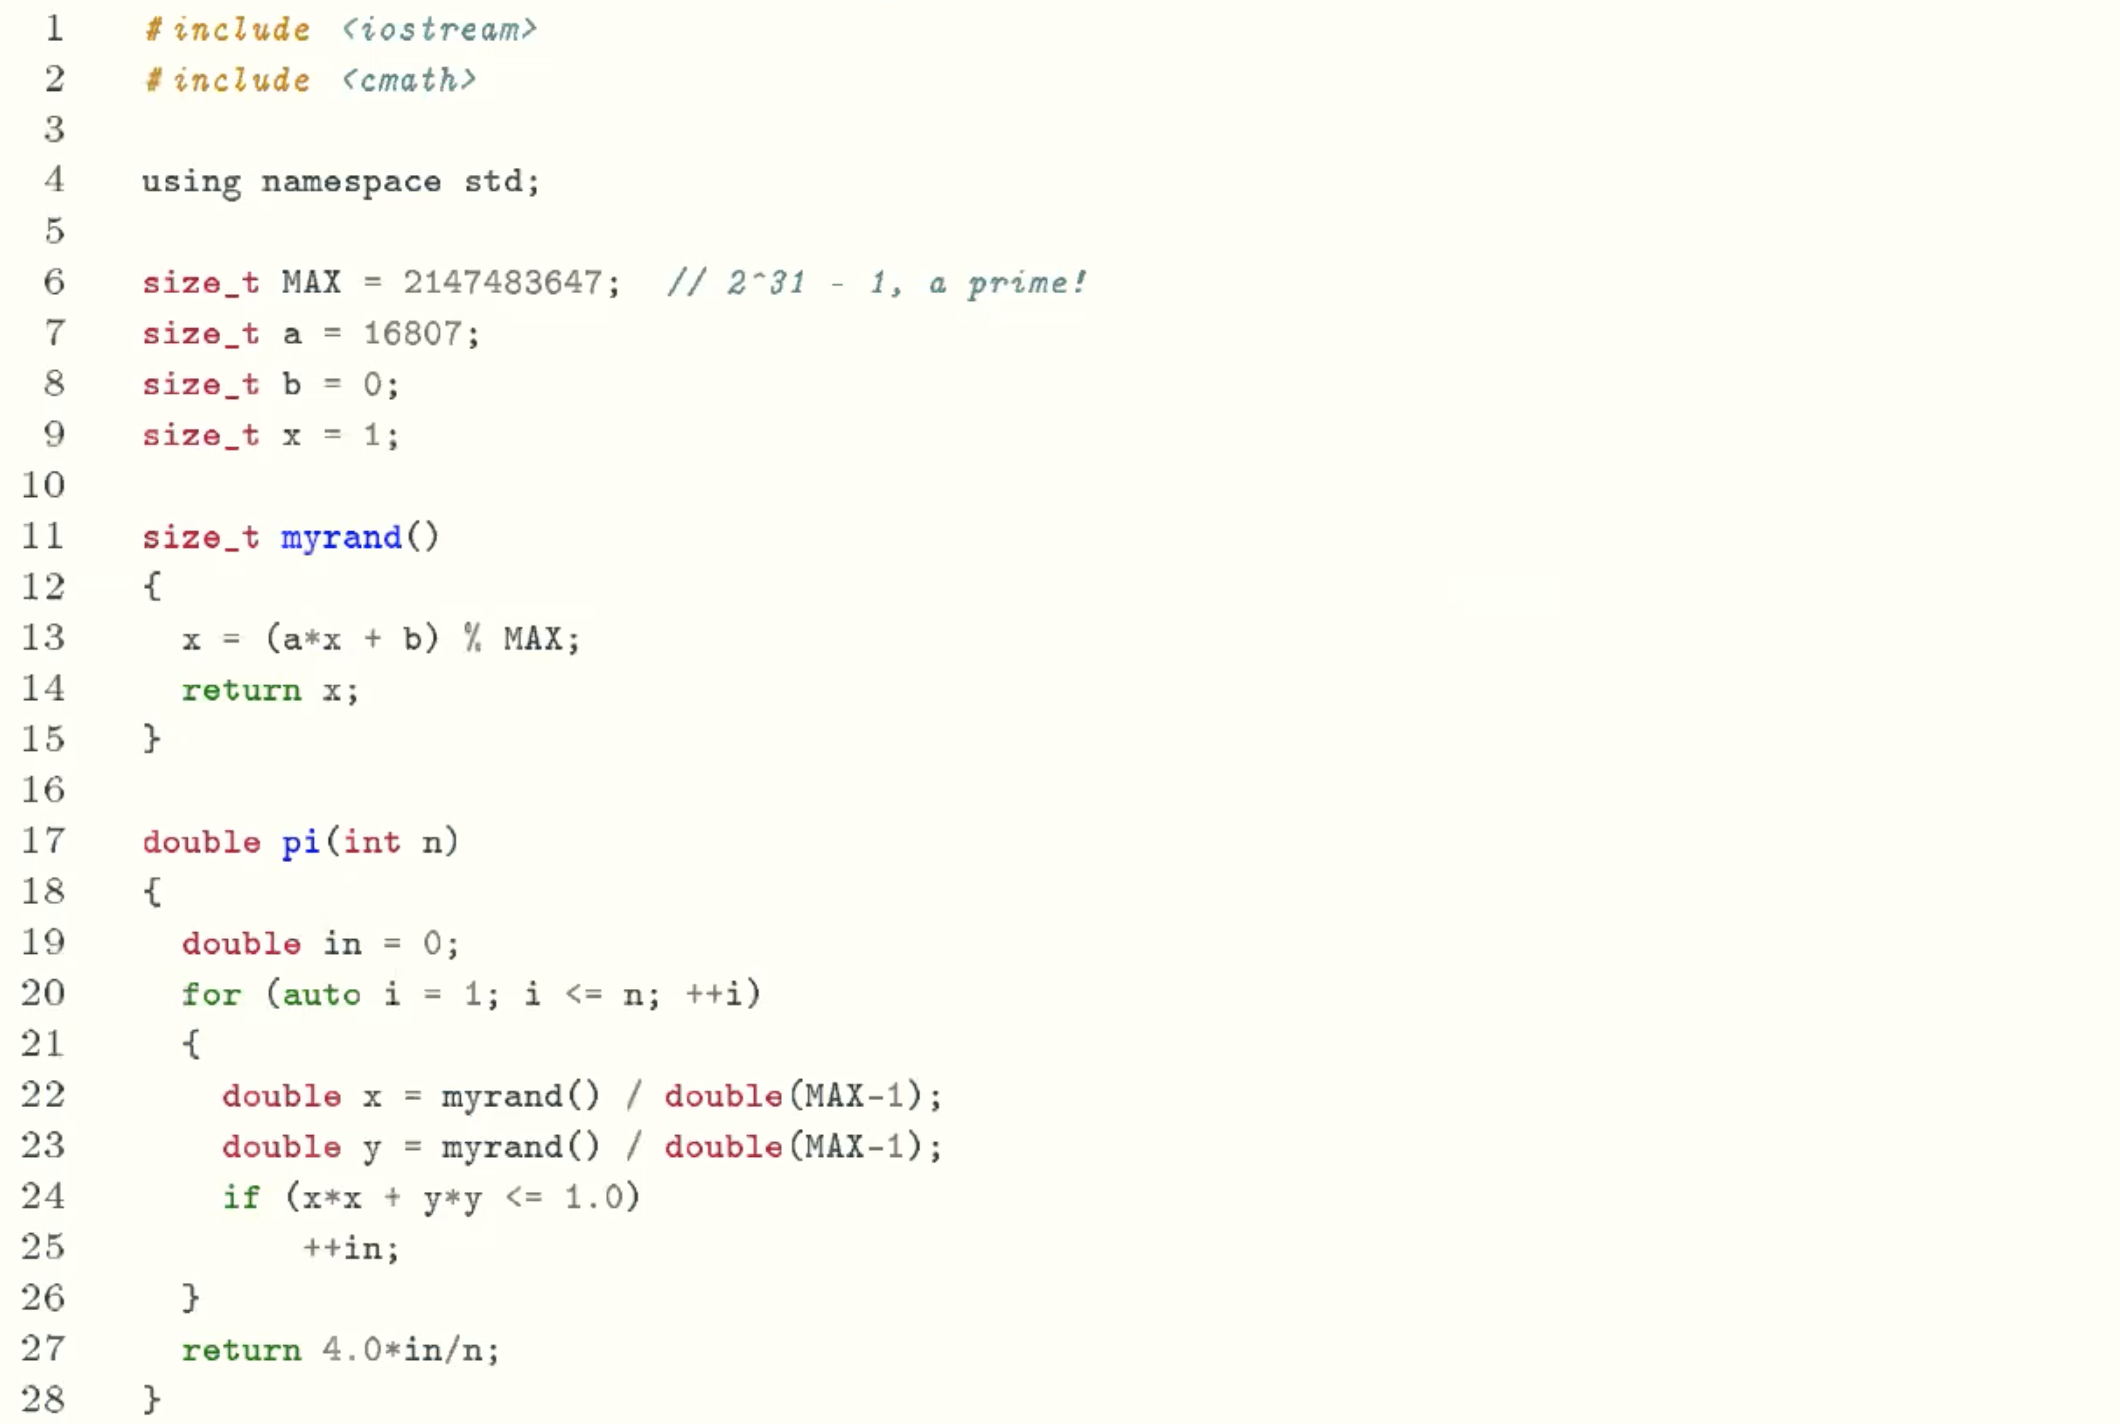 1 #include <iostream>
2 #include <cmath>
3
4 using namespace std;
5
6 size_t MAX = 2147483647; // 2^31 - 1, a prime!
7 size_t a = 16807;
8 size_t b = 0;
9 size_t x = 1;
10
11 size_t myrand()
12 {
13   x = (a*x + b) % MAX;
14   return x;
15 }
16
17 double pi(int n)
18 {
19   double in = 0;
20   for (auto i = 1; i <= n; ++i)
21   {
22     double x = myrand() / double(MAX-1);
23     double y = myrand() / double(MAX-1);
24     if (x*x + y*y <= 1.0)
25         ++in;
26   }
27   return 4.0*in/n;
28 }